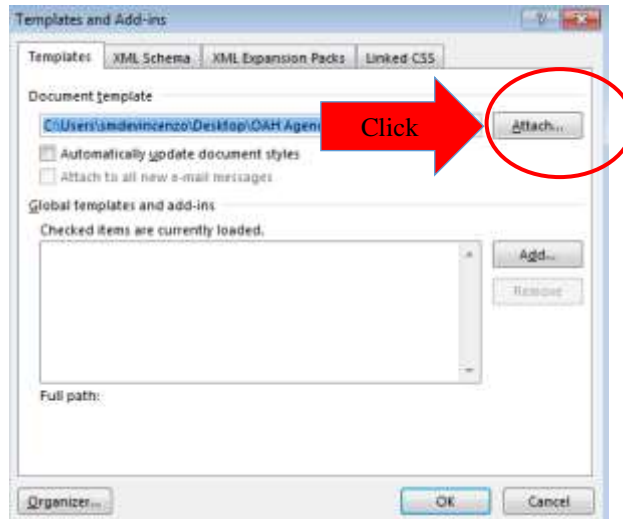 Templates and Add-ins
Templates XML Schema XML Expansion Packs Linked CSS
Document template
C:\Users\smdevincenzo\Desktop\OAH Agen Click Attach...
Automatically update document styles
Attach to all new e-mail messages
Global templates and add-ins
Checked items are currently loaded.
Add...
Remove
Full path:
Organizer... OK Cancel